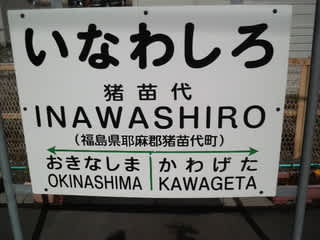 いなわしろ
猪苗代
INAWASHIRO
(福島県耶麻郡猪苗代町)
おきなしま かわげた
OKINASHIMA KAWAGETA